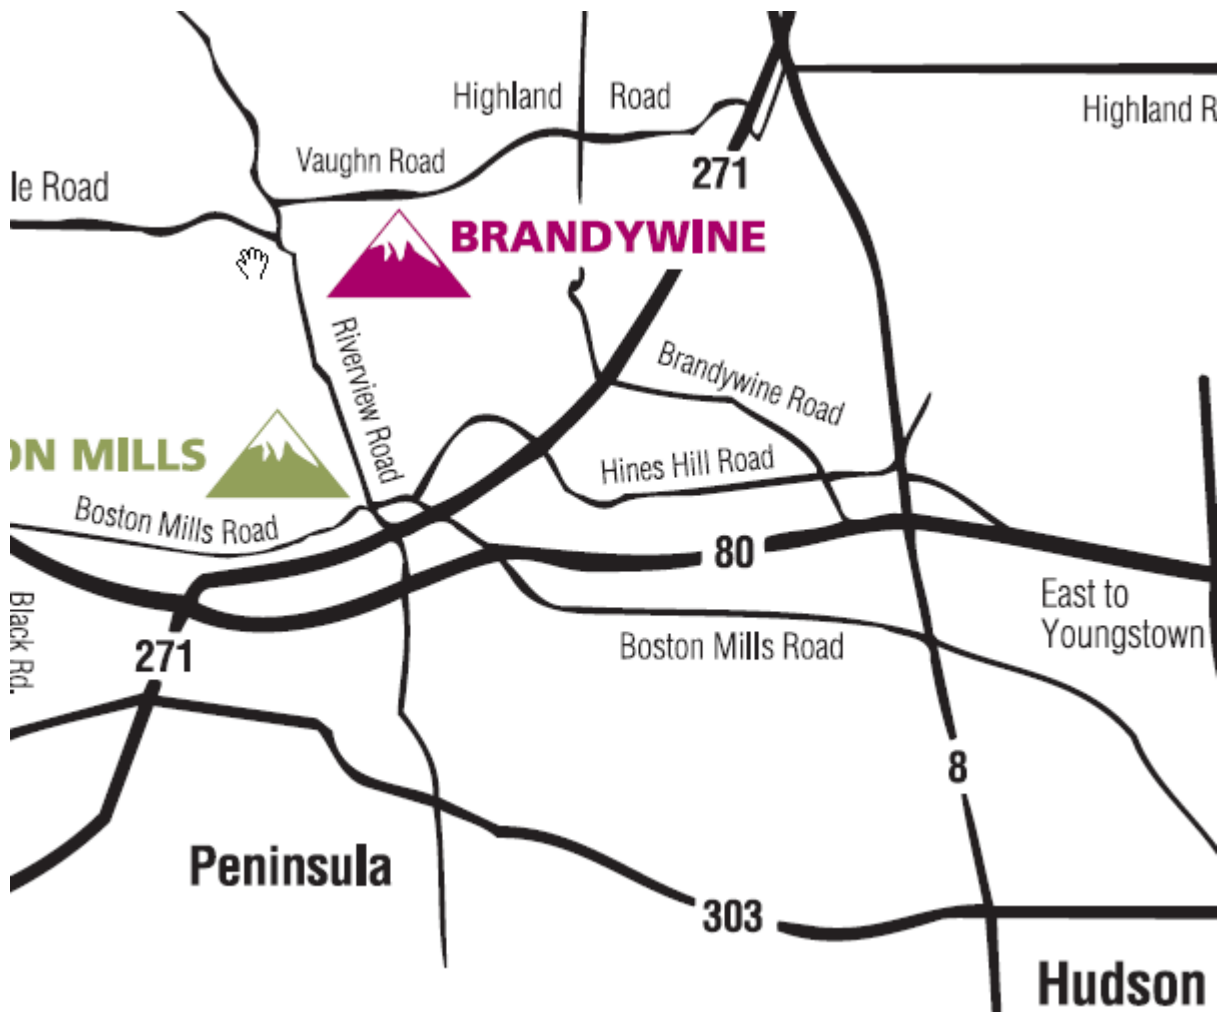 Highland Road
Highland R
Vaughn Road
271
le Road
BRANDYWINE
Riverview Road
Brandywine Road
ON MILLS
Hines Hill Road
Boston Mills Road
80
East to
Youngstown
Black Rd.
Boston Mills Road
271
8
Peninsula
303
Hudson